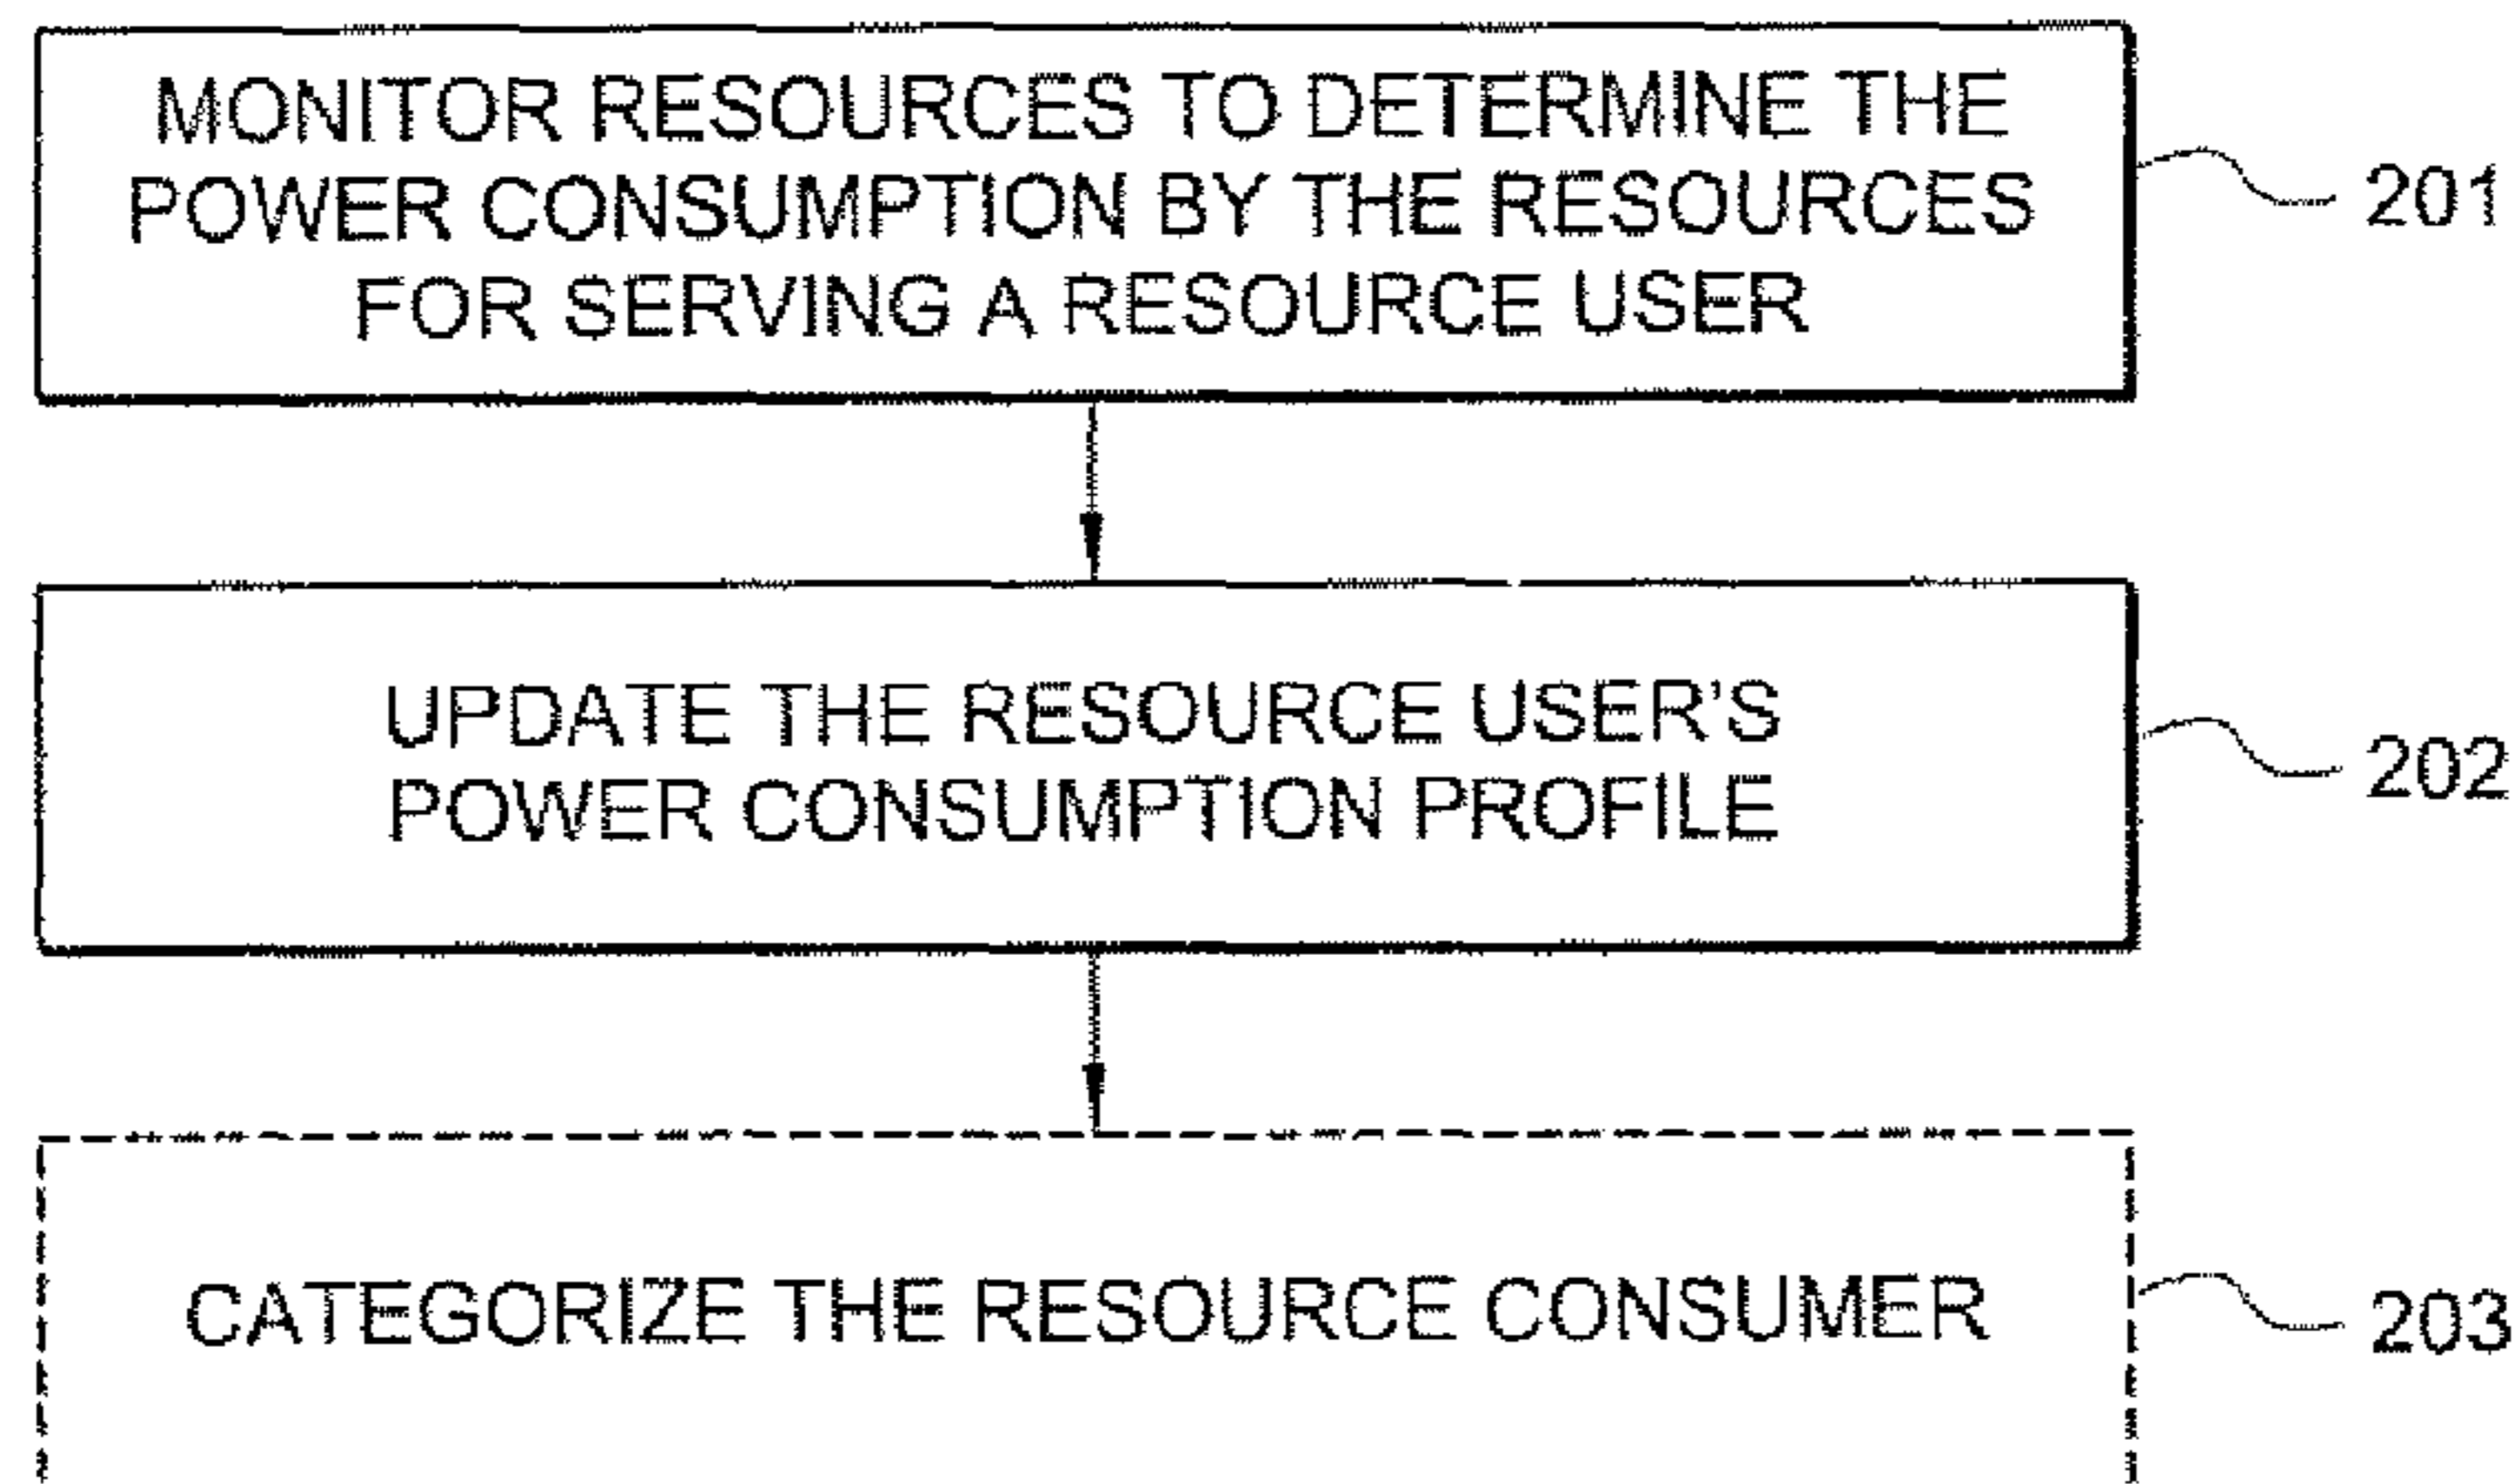 MONITOR RESOURCES TO DETERMINE THE
POWER CONSUMPTION BY THE RESOURCES
FOR SERVING A RESOURCE USER
201
UPDATE THE RESOURCE USER'S
POWER CONSUMPTION PROFILE
202
CATEGORIZE THE RESOURCE CONSUMER
203